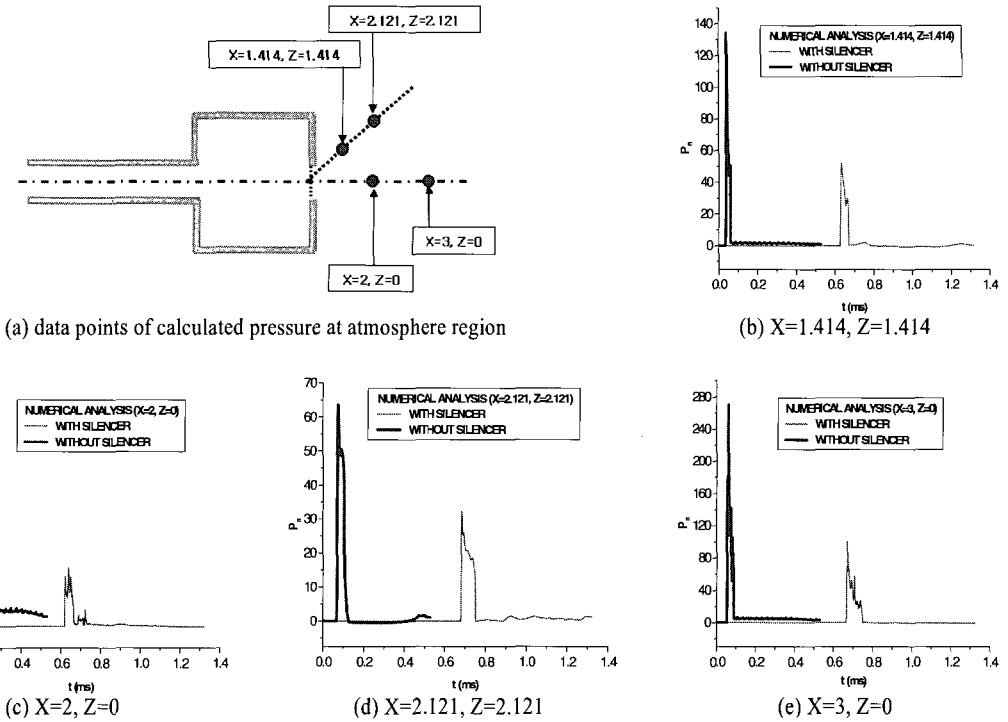 X=2.121, Z=2.121
X=1.414, Z=1.414
X=3, Z=0
X=2, Z=0
(a) data points of calculated pressure at atmosphere region
NUMERICAL ANALYSIS (X=1.414, Z=1.414)
WITH SILENCER
WITHOUT SILENCER
140
120
100
80
60
40
20
0
Pn
0.0 0.2 0.4 0.6 0.8 1.0 1.2 1.4
t (ms)
(b) X=1.414, Z=1.414
NUMERICAL ANALYSIS (X=2, Z=0)
WITH SILENCER
WITHOUT SILENCER
0.4 0.6 0.8 1.0 1.2 1.4
t (ms)
(c) X=2, Z=0
NUMERICAL ANALYSIS (X=2.121, Z=2.121)
WITH SILENCER
WITHOUT SILENCER
70
60
50
40
30
20
10
0
Pn
0.0 0.2 0.4 0.6 0.8 1.0 1.2 1.4
t (ms)
(d) X=2.121, Z=2.121
NUMERICAL ANALYSIS (X=3, Z=0)
WITH SILENCER
WITHOUT SILENCER
280
240
200
160
120
80
40
0
Pn
0.0 0.2 0.4 0.6 0.8 1.0 1.2 1.4
t (ms)
(e) X=3, Z=0